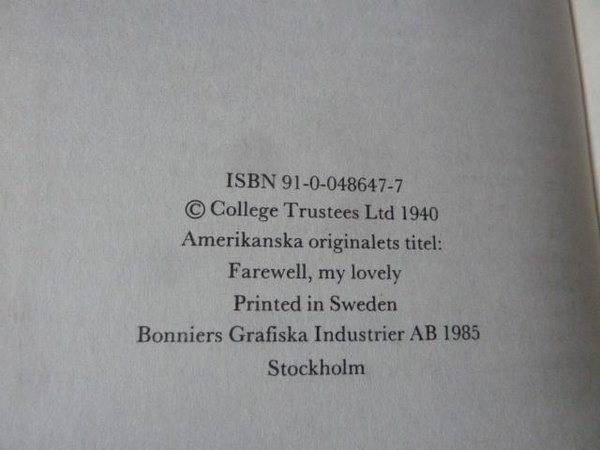 ISBN 91-0-048647-7
© College Trustees Ltd 1940
Amerikanska originalets titel:
Farewell, my lovely
Printed in Sweden
Bonniers Grafiska Industrier AB 1985
Stockholm